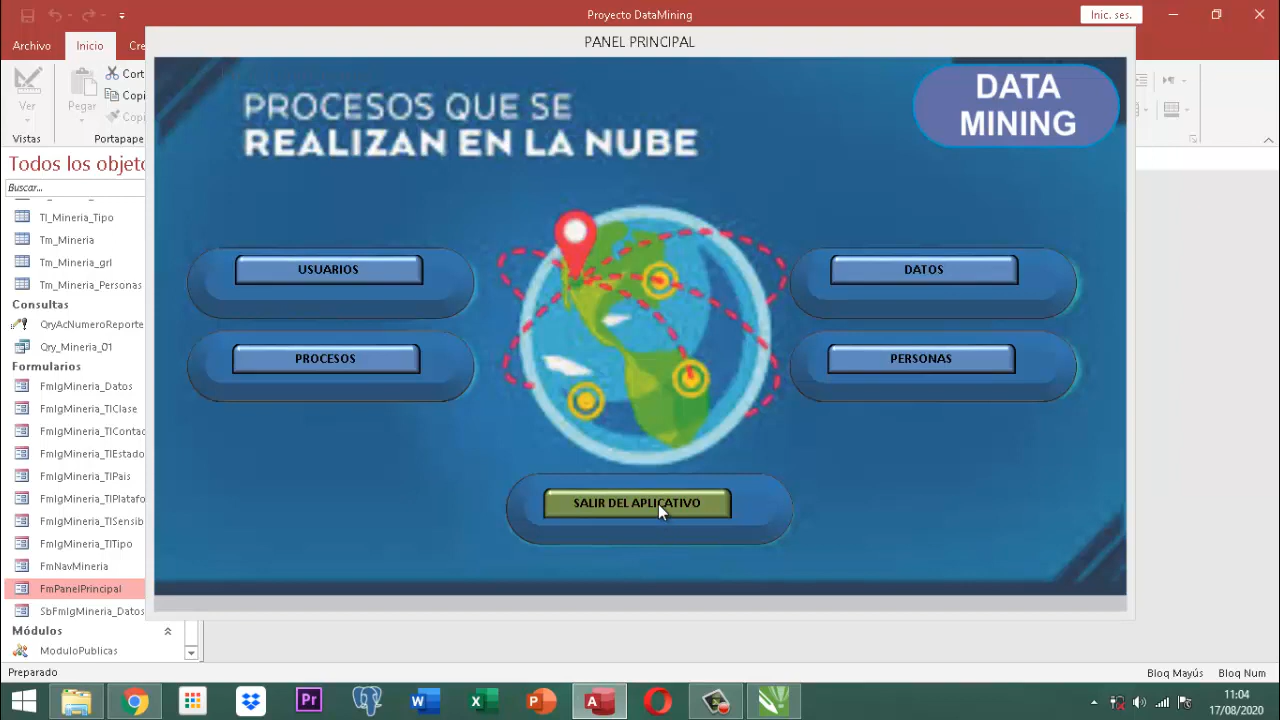 Proyecto DataMining
Inic. ses.
Archivo
Inicio
PANEL PRINCIPAL
Ver
Pegar
Cort
Copi
Copi
Vistas
Portapape
PROCESOS QUE SE
REALIZAN EN LA NUBE
DATA
MINING
Todos los objeto
Buscar...
Tl_Mineria_Tipo
Tm_Mineria
Tm_Mineria_grl
Tm_Mineria_Personas
Consultas
QryAcNumeroReporte
Qry_Mineria_01
Formularios
FmIgMineria_Datos
FmIgMineria_TlClase
FmIgMineria_TlContac
FmIgMineria_TlEstado
FmIgMineria_TlPais
FmIgMineria_TlPlatafo
FmIgMineria_TlSensib
FmIgMineria_TlTipo
FmNavMineria
FmPanelPrincipal
SbFmIgMineria_Datos
Módulos
ModuloPublicas
USUARIOS
DATOS
PROCESOS
PERSONAS
SALIR DEL APLICATIVO
Preparado
Bloq Mayús
Bloq Num
Pr
11:04
17/08/2020